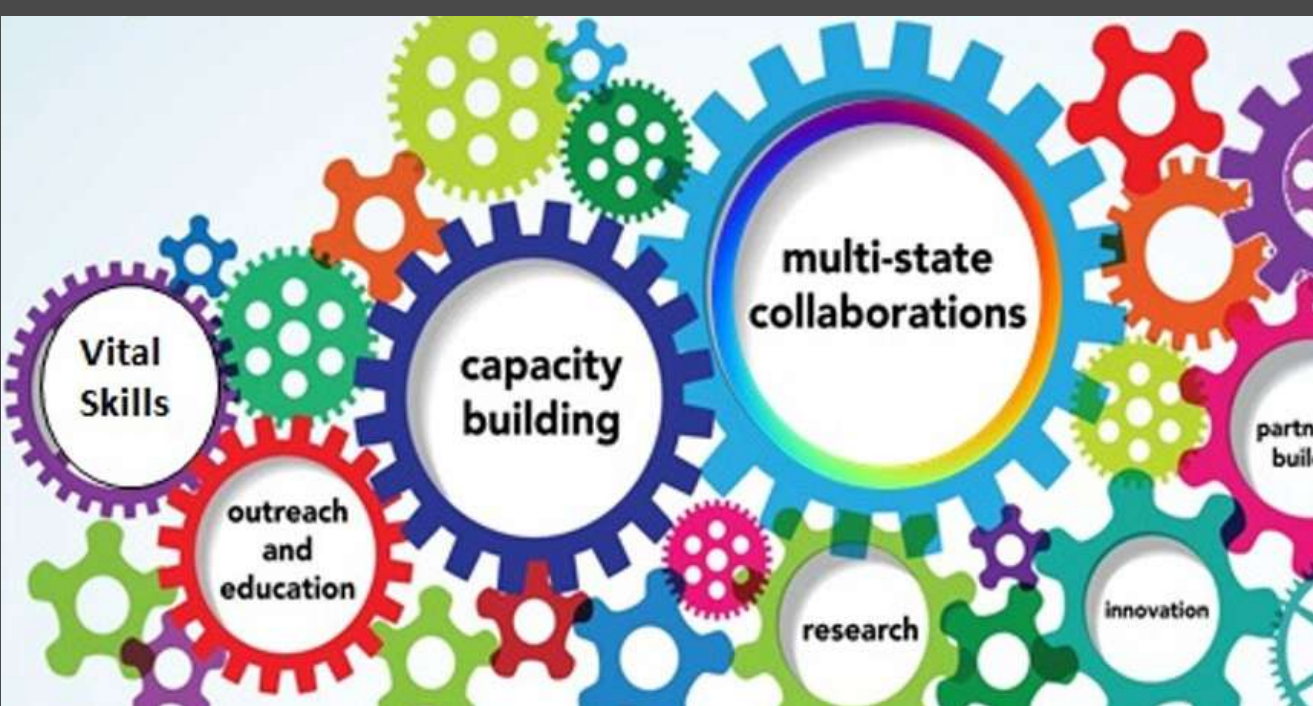 Vital
Skills
outreach
and
education
capacity
building
multi-state
collaborations
research
innovation